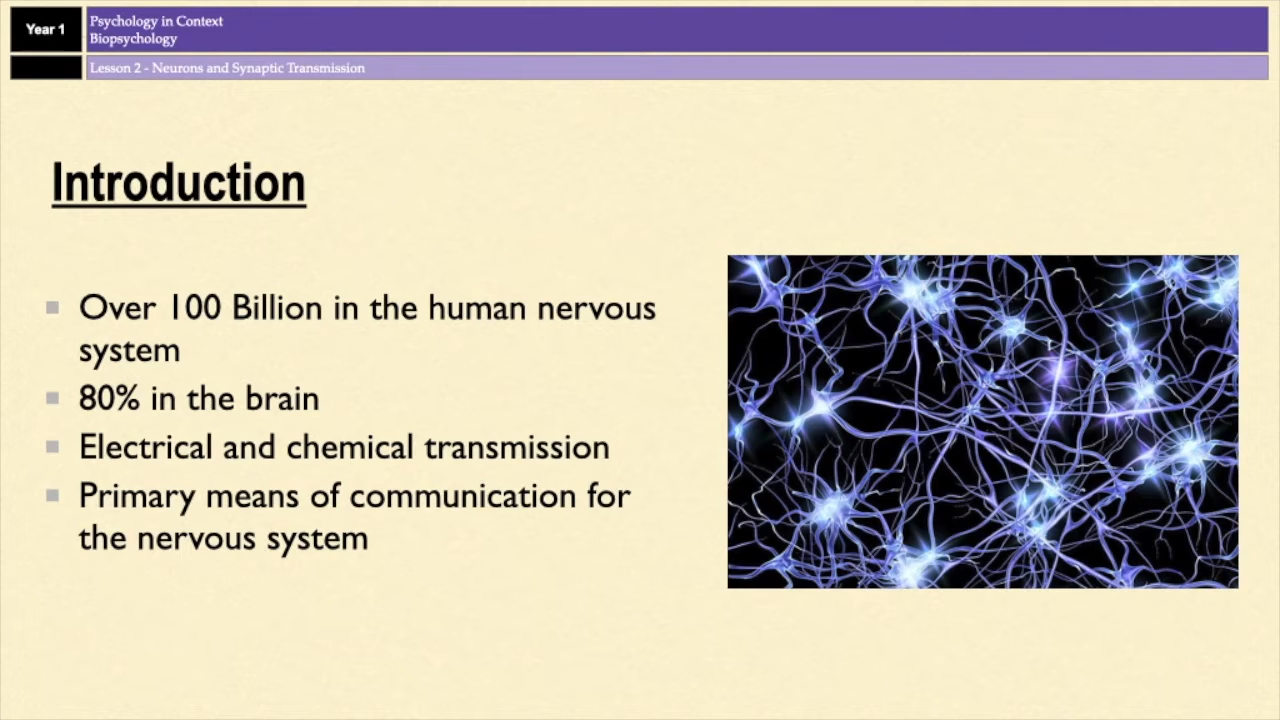 Year 1
Psychology in Context
Biopsychology
Lesson 2 - Neurons and Synaptic Transmission
Introduction
Over 100 Billion in the human nervous
system
80% in the brain
Electrical and chemical transmission
Primary means of communication for
the nervous system